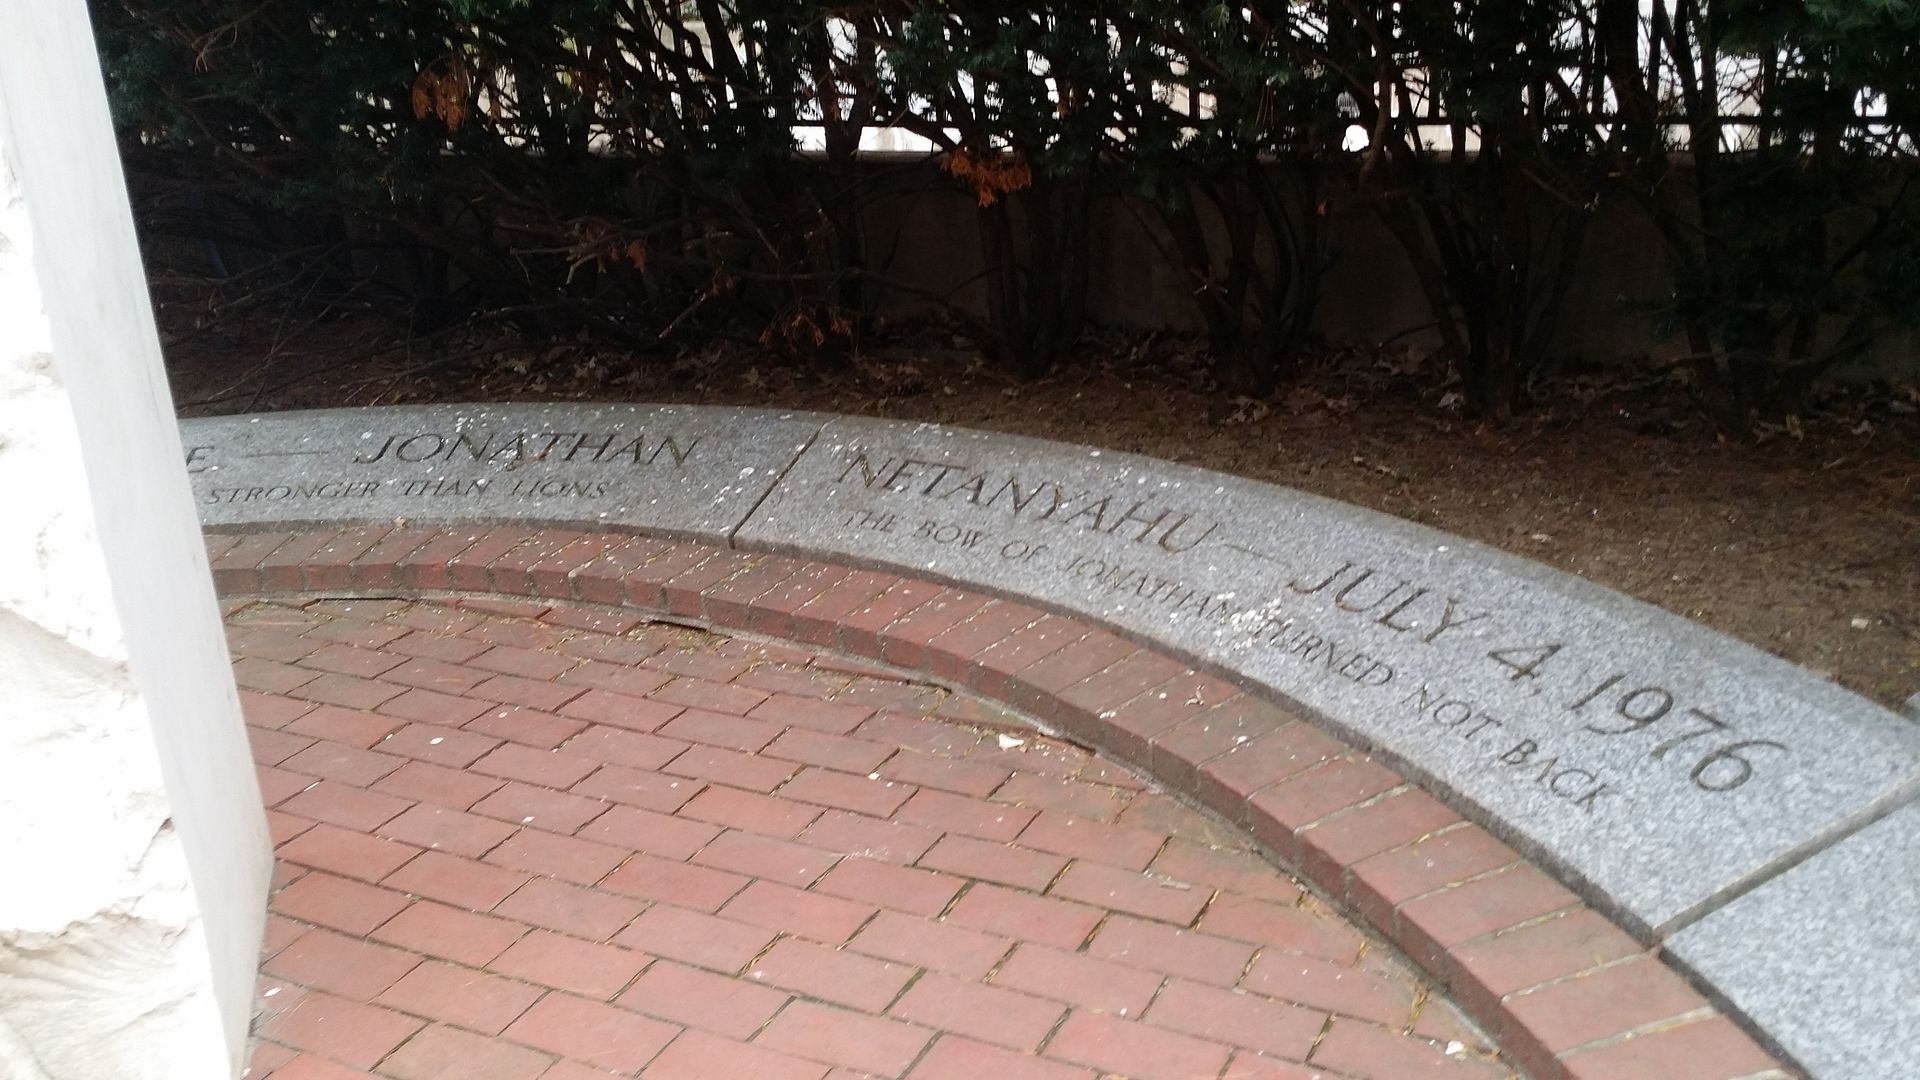 E — JONATHAN NETANYAHU — JULY 4, 1976
STRONGER THAN LIONS THE BOW OF JONATHAN TURNED NOT BACK